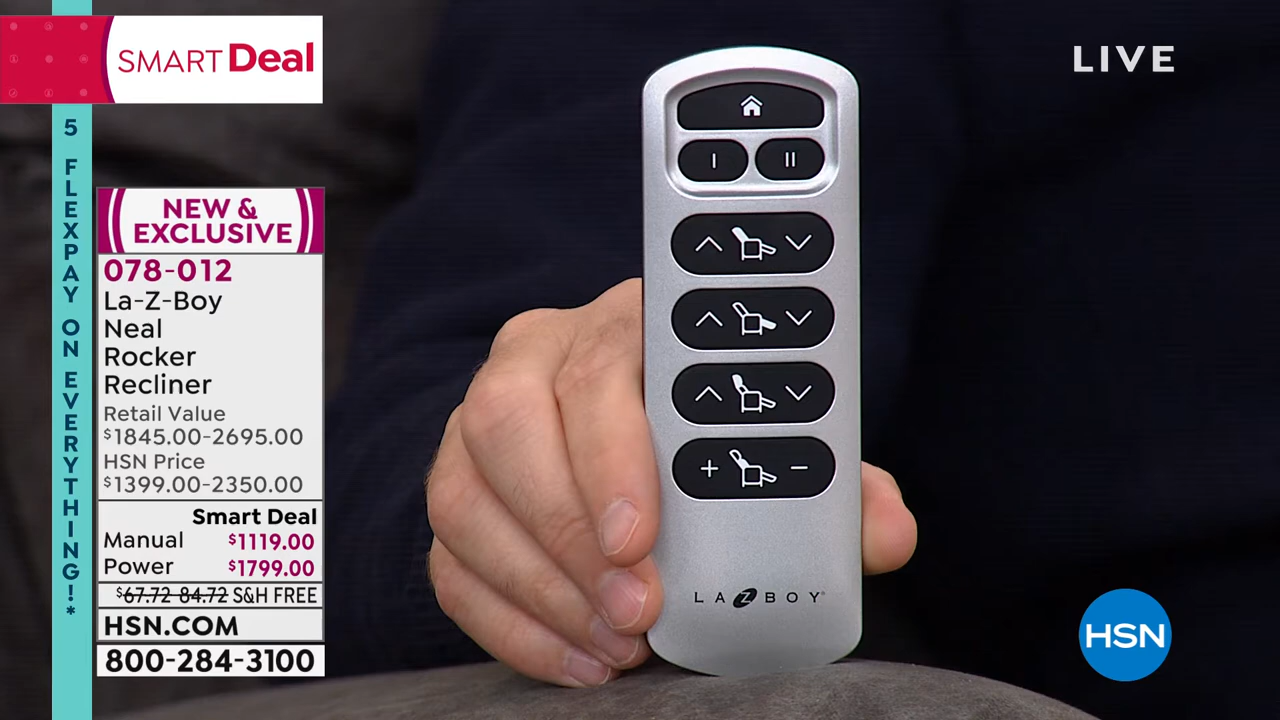 SMART Deal
LIVE
5 FLEXPAY ON EVERYTHING!*
NEW &
EXCLUSIVE
078-012
La-Z-Boy
Neal
Rocker
Recliner
Retail Value
$1845.00-2695.00
HSN Price
$1399.00-2350.00
Smart Deal
Manual $1119.00
Power $1799.00
$67.72-84.72 S&H FREE
HSN.COM
800-284-3100
I II
+ −
LA Z BOY®
HSN